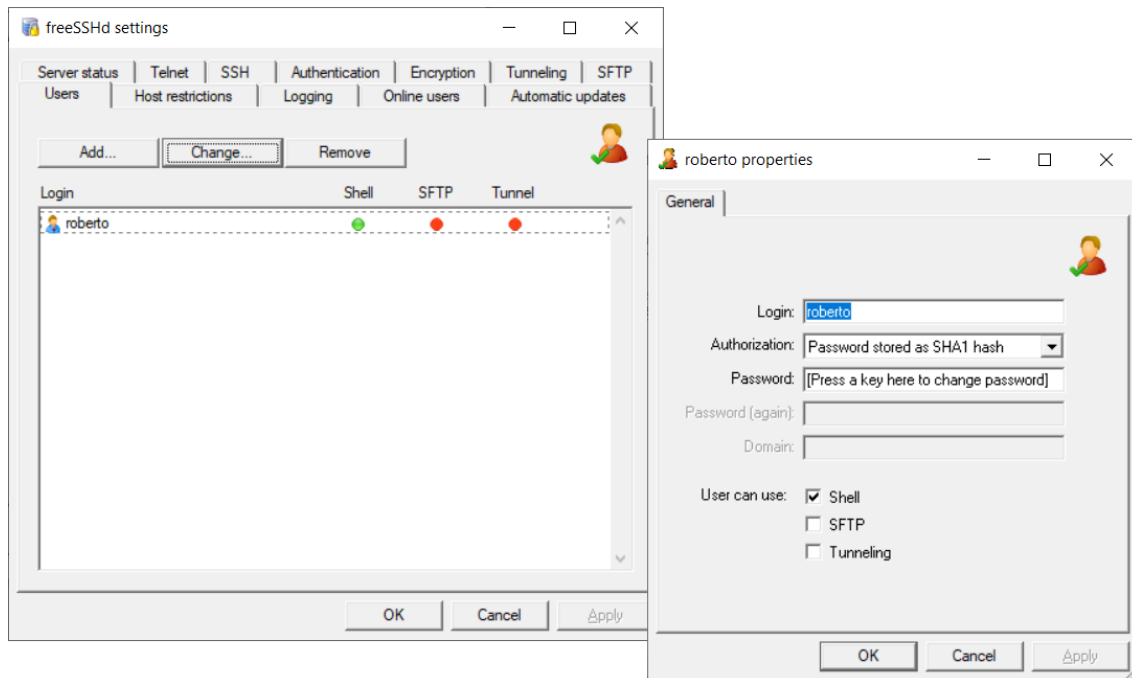 freeSSHd settings
Server status Telnet SSH Authentication Encryption Tunneling SFTP
Users Host restrictions Logging Online users Automatic updates
Add... Change... Remove
Login Shell SFTP Tunnel
roberto
OK Cancel Apply
roberto properties
General
Login: roberto
Authorization: Password stored as SHA1 hash
Password: [Press a key here to change password]
Password (again):
Domain:
User can use: Shell
SFTP
Tunneling
OK Cancel Apply